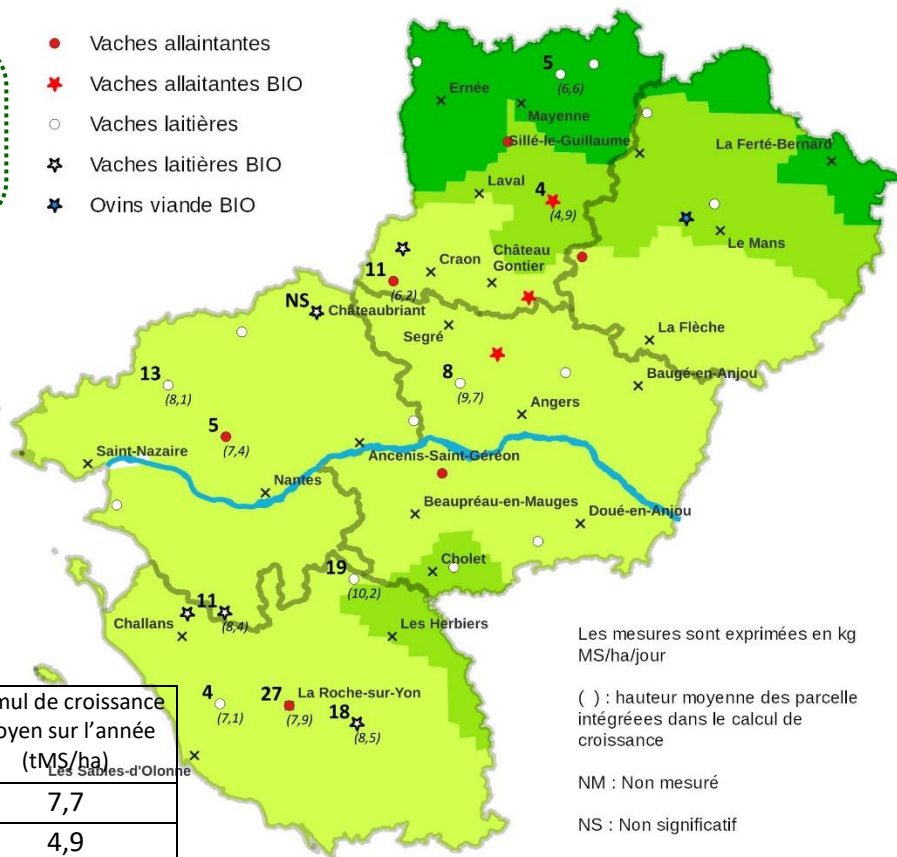 Vaches allaintantes
Vaches allaitantes BIO
Vaches laitières
Vaches laitières BIO
Ovins viande BIO
5
(6,6)
Ernée
Mayenne
Sillé-le-Guillaume
La Ferté-Bernard
Laval
4
(4,9)
Le Mans
Château
Gontier
Craon
11
(6,2)
NS
Châteaubriant
Segré
La Flèche
13
(8,1)
8
(9,7)
Baugé-en-Anjou
Angers
5
(7,4)
Saint-Nazaire
Ancenis-Saint-Géréon
Nantes
Beaupréau-en-Mauges
Doué-en-Anjou
19
(10,2)
Cholet
11
(8,4)
Challans
Les Herbiers
4
(7,1)
27
(7,9)
La Roche-sur-Yon
18
(8,5)
Les Sables-d'Olonne
Les mesures sont exprimées en kg
MS/ha/jour
( ) : hauteur moyenne des parcelle
intégréees dans le calcul de
croissance
NM : Non mesuré
NS : Non significatif
mul de croissance
oyen sur l'année
(tMS/ha)
7,7
4,9